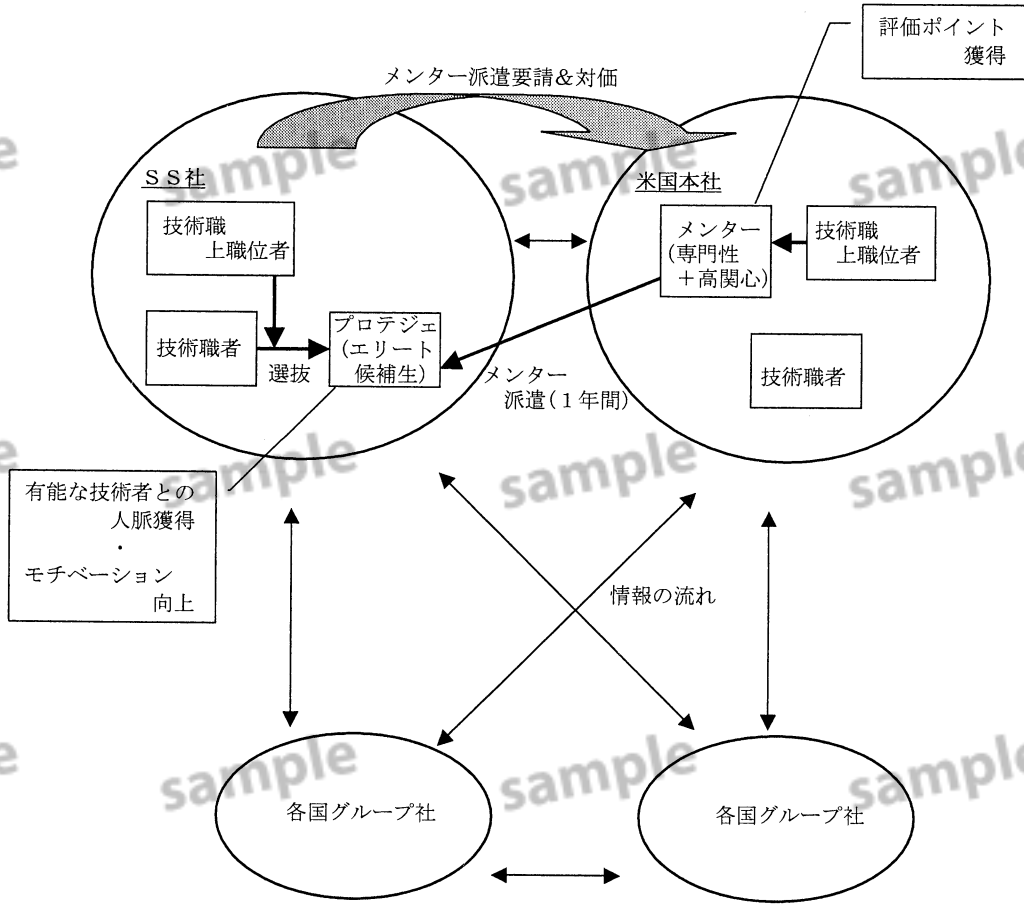 評価ポイント
獲得
メンター派遣要請＆対価
ＳＳ社
技術職
上職位者
技術職者
選抜
プロテジェ
(エリート
候補生)
米国本社
メンター
(専門性
＋高関心)
技術職
上職位者
技術職者
メンター
派遣(１年間)
有能な技術者との
人脈獲得
・
モチベーション
向上
情報の流れ
各国グループ社
各国グループ社
sample
sample
sample
sample
sample
sample
sample
sample
sample